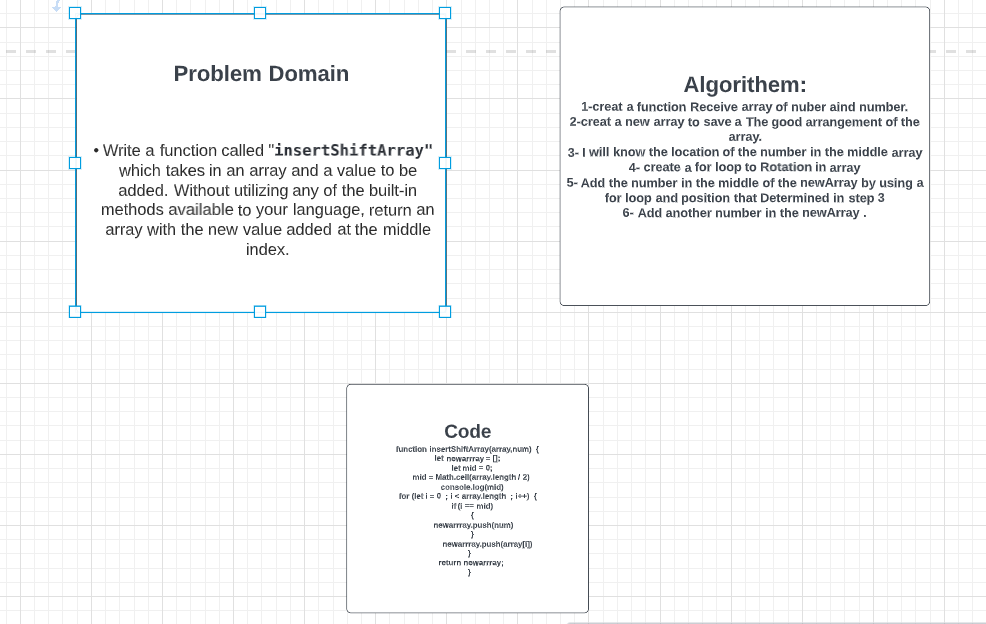 Problem Domain
• Write a function called "insertShiftArray"
which takes in an array and a value to be
added. Without utilizing any of the built-in
methods available to your language, return an
array with the new value added at the middle
index.
Algorithem:
1-creat a function Receive array of nuber aind number.
2-creat a new array to save a The good arrangement of the
array.
3- I will know the location of the number in the middle array
4- create a for loop to Rotation in array
5- Add the number in the middle of the newArray by using a
for loop and position that Determined in step 3
6- Add another number in the newArray .
Code
function insertShiftArray(array,num) {
let newarrray = [];
let mid = 0;
mid = Math.ceil(array.length / 2)
console.log(mid)
for (let i = 0 ; i < array.length ; i++) {
if(i == mid)
{
newarrray.push(num)
}
newarrray.push(array[i])
}
return newarrray;
}